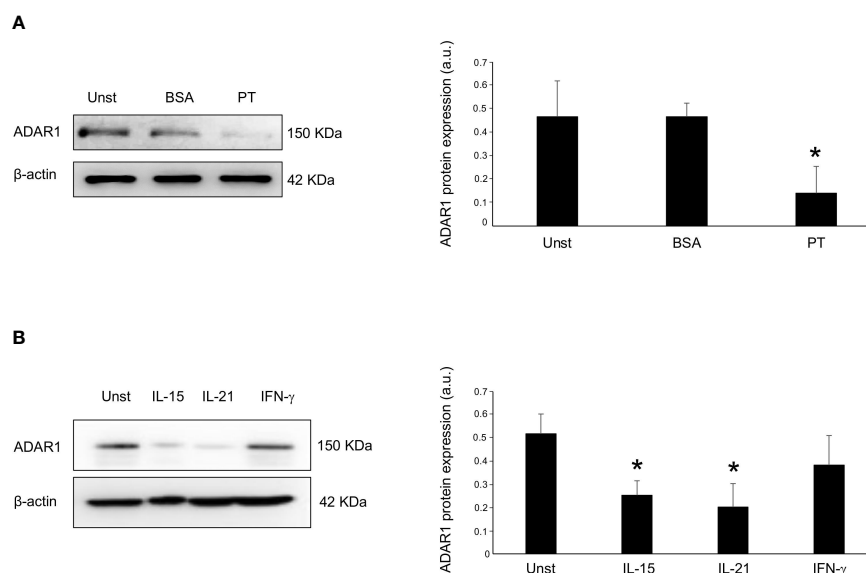 A
Unst BSA PT
ADAR1 150 KDa
β-actin 42 KDa
ADAR1 protein expression (a.u.)
0.7
0.6
0.5
0.4
0.3
0.2
0.1
0
*
Unst BSA PT
B
Unst IL-15 IL-21 IFN-γ
ADAR1 150 KDa
β-actin 42 KDa
ADAR1 protein expression (a.u.)
0.7
0.6
0.5
0.4
0.3
0.2
0.1
0
* *
Unst IL-15 IL-21 IFN-γ